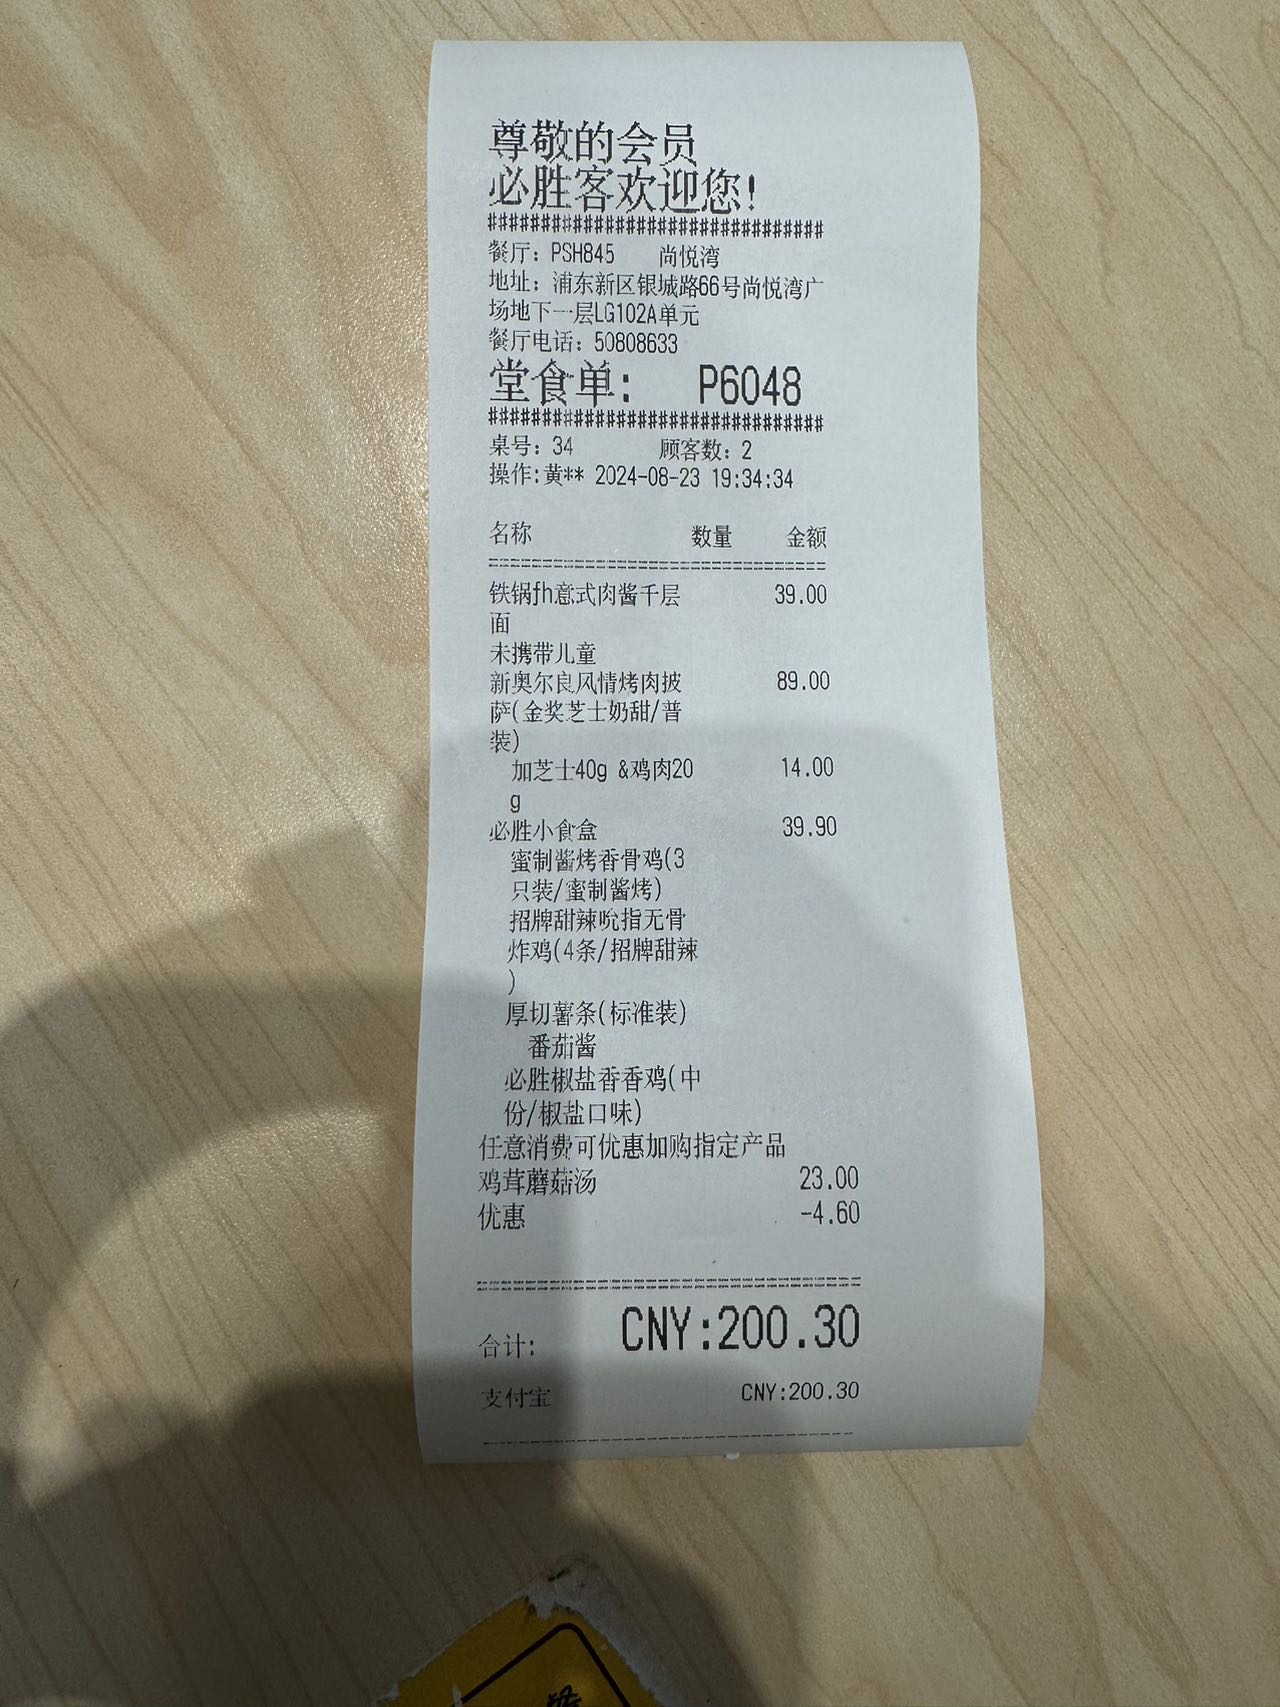 尊敬的会员
必胜客欢迎您!
################################
餐厅: PSH845 尚悦湾
地址: 浦东新区银城路66号尚悦湾广
场地下一层LG102A单元
餐厅电话: 50808633
堂食单: P6048
################################
桌号: 34 顾客数: 2
操作:黄** 2024-08-23 19:34:34
名称 数量 金额
================================
铁锅fh意式肉酱千层 39.00
面
未携带儿童
新奥尔良风情烤肉披 89.00
萨(金奖芝士奶甜/普
装)
加芝士40g &鸡肉20 14.00
g
必胜小食盒 39.90
蜜制酱烤香骨鸡(3
只装/蜜制酱烤)
招牌甜辣吮指无骨
炸鸡(4条/招牌甜辣
)
厚切薯条(标准装)
番茄酱
必胜椒盐香香鸡(中
份/椒盐口味)
任意消费可优惠加购指定产品
鸡茸蘑菇汤 23.00
优惠 -4.60
================================
合计: CNY:200.30
支付宝 CNY:200.30
--------------------------------